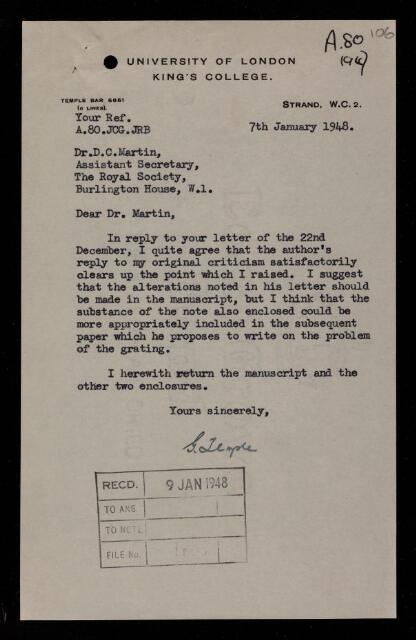 A.80
(94)
106
UNIVERSITY OF LONDON
KING'S COLLEGE.
TEMPLE BAR 5651
(6 LINES).
STRAND, W.C.2.
Your Ref.
A.80.JCG.JRB
7th January 1948.
Dr.D.C.Martin,
Assistant Secretary,
The Royal Society,
Burlington House, W.1.
Dear Dr. Martin,
In reply to your letter of the 22nd
December, I quite agree that the author's
reply to my original criticism satisfactorily
clears up the point which I raised. I suggest
that the alterations noted in his letter should
be made in the manuscript, but I think that the
substance of the note also enclosed could be
more appropriately included in the subsequent
paper which he proposes to write on the problem
of the grating.
I herewith return the manuscript and the
other two enclosures.
Yours sincerely,
G. Temple
RECD. 9 JAN 1948
TO ANS
TO NOTE
FILE No.